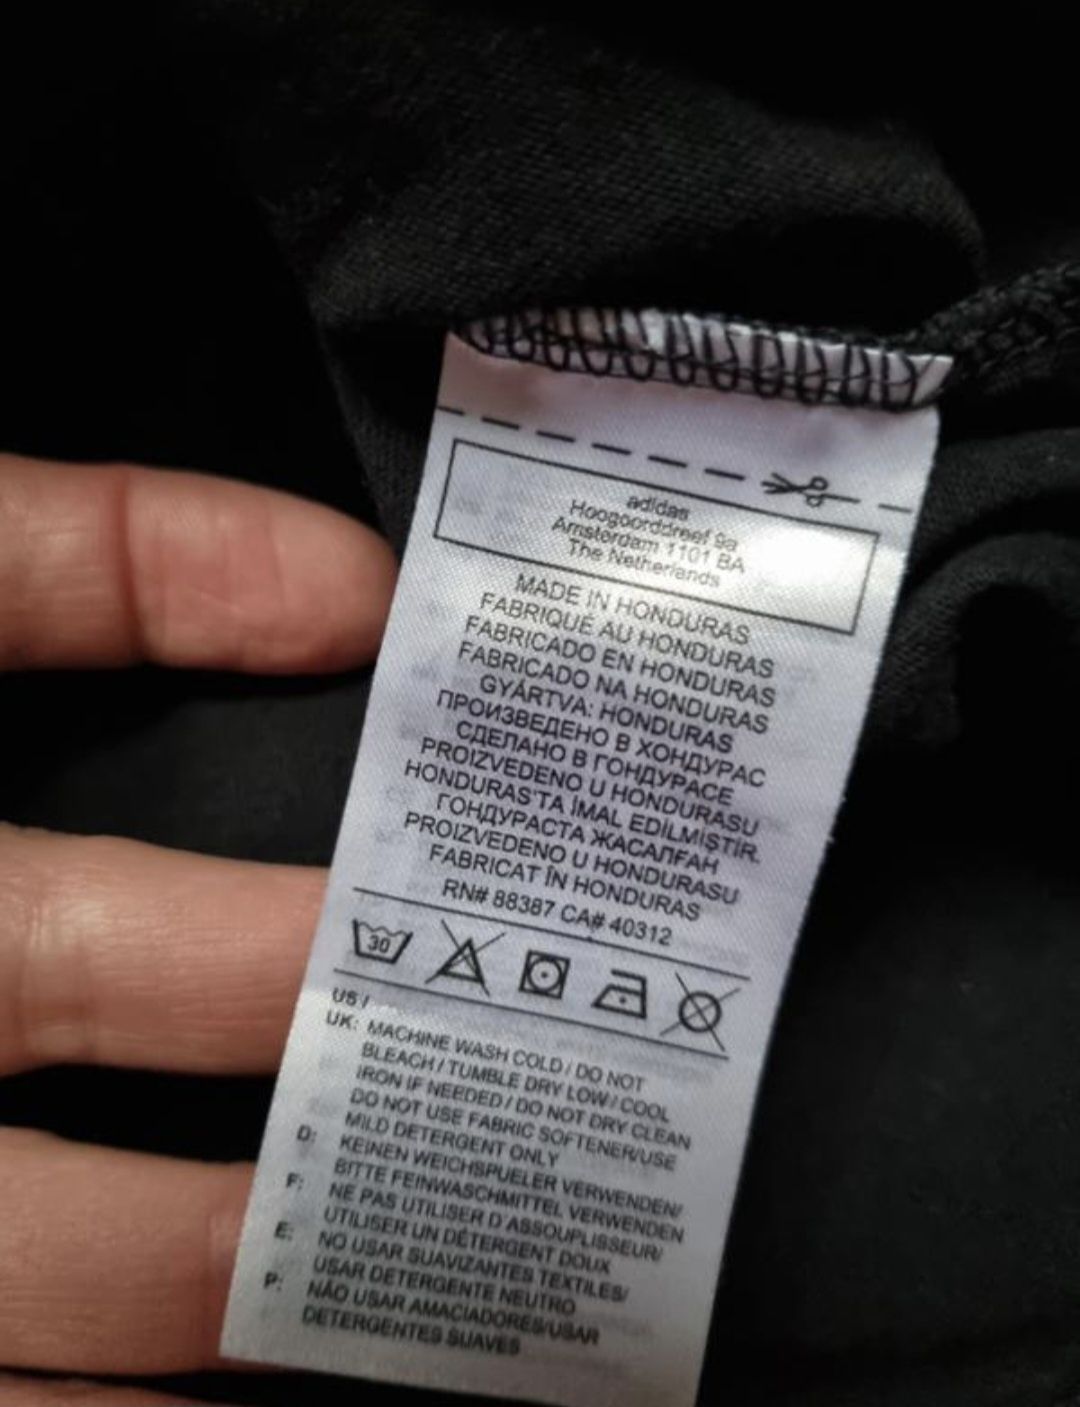 adidas
Hoogoorddreef 9a
Amsterdam 1101 BA
The Netherlands
MADE IN HONDURAS
FABRIQUÉ AU HONDURAS
FABRICADO EN HONDURAS
FABRICADO NA HONDURAS
GYÁRTVA: HONDURAS
ПРОИЗВЕДЕНО В ХОНДУРАС
СДЕЛАНО В ГОНДУРАСЕ
PROIZVEDENO U HONDURASU
HONDURAS'TA İMAL EDİLMİŞTİR.
ГОНДУРАСТА ЖАСАЛҒАН
PROIZVEDENO U HONDURASU
FABRICAT ÎN HONDURAS
RN# 88387 CA# 40312
30
US /
UK: MACHINE WASH COLD / DO NOT
BLEACH / TUMBLE DRY LOW / COOL
IRON IF NEEDED / DO NOT DRY CLEAN
DO NOT USE FABRIC SOFTENER/USE
MILD DETERGENT ONLY
D: KEINEN WEICHSPUELER VERWENDEN/
BITTE FEINWASCHMITTEL VERWENDEN
F: NE PAS UTILISER D'ASSOUPLISSEUR/
UTILISER UN DÉTERGENT DOUX
E: NO USAR SUAVIZANTES TEXTILES/
USAR DETERGENTE NEUTRO
P: NÃO USAR AMACIADORES/USAR
DETERGENTES SUAVES